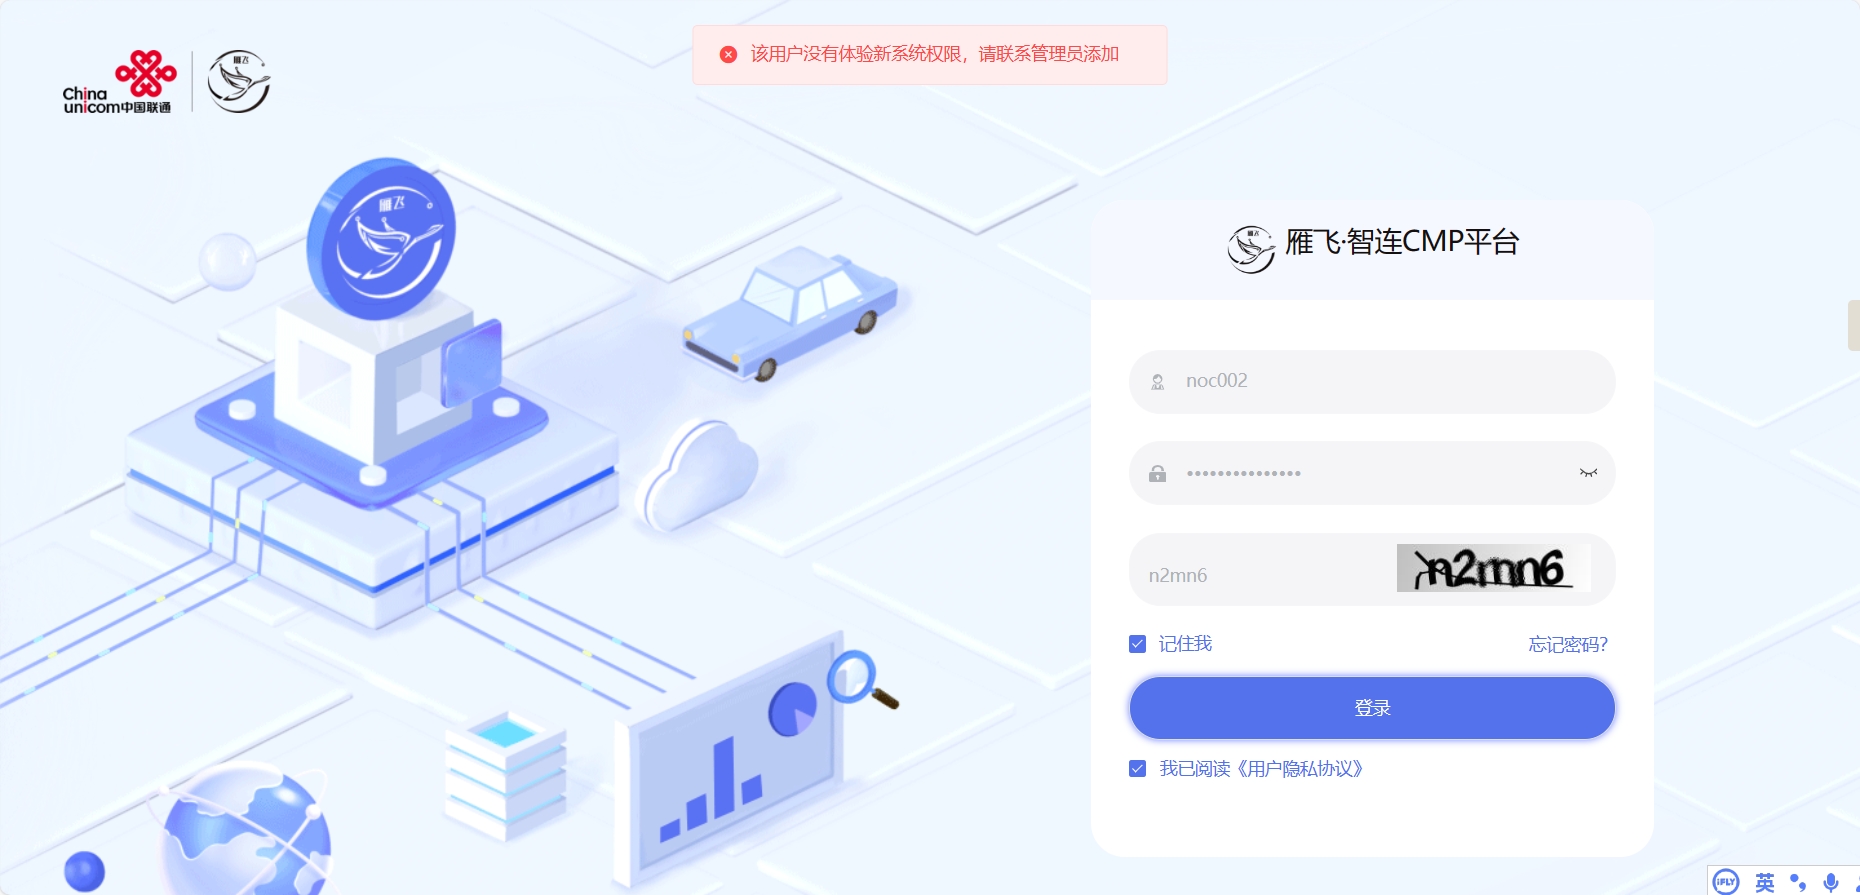 该用户没有体验新系统权限，请联系管理员添加
China
unicom中国联通
雁飞
雁飞
雁飞
雁飞·智连CMP平台
noc002
•••••••••••••••
n2mn6
n2mn6
记住我
忘记密码?
登录
我已阅读《用户隐私协议》
iFLY
英